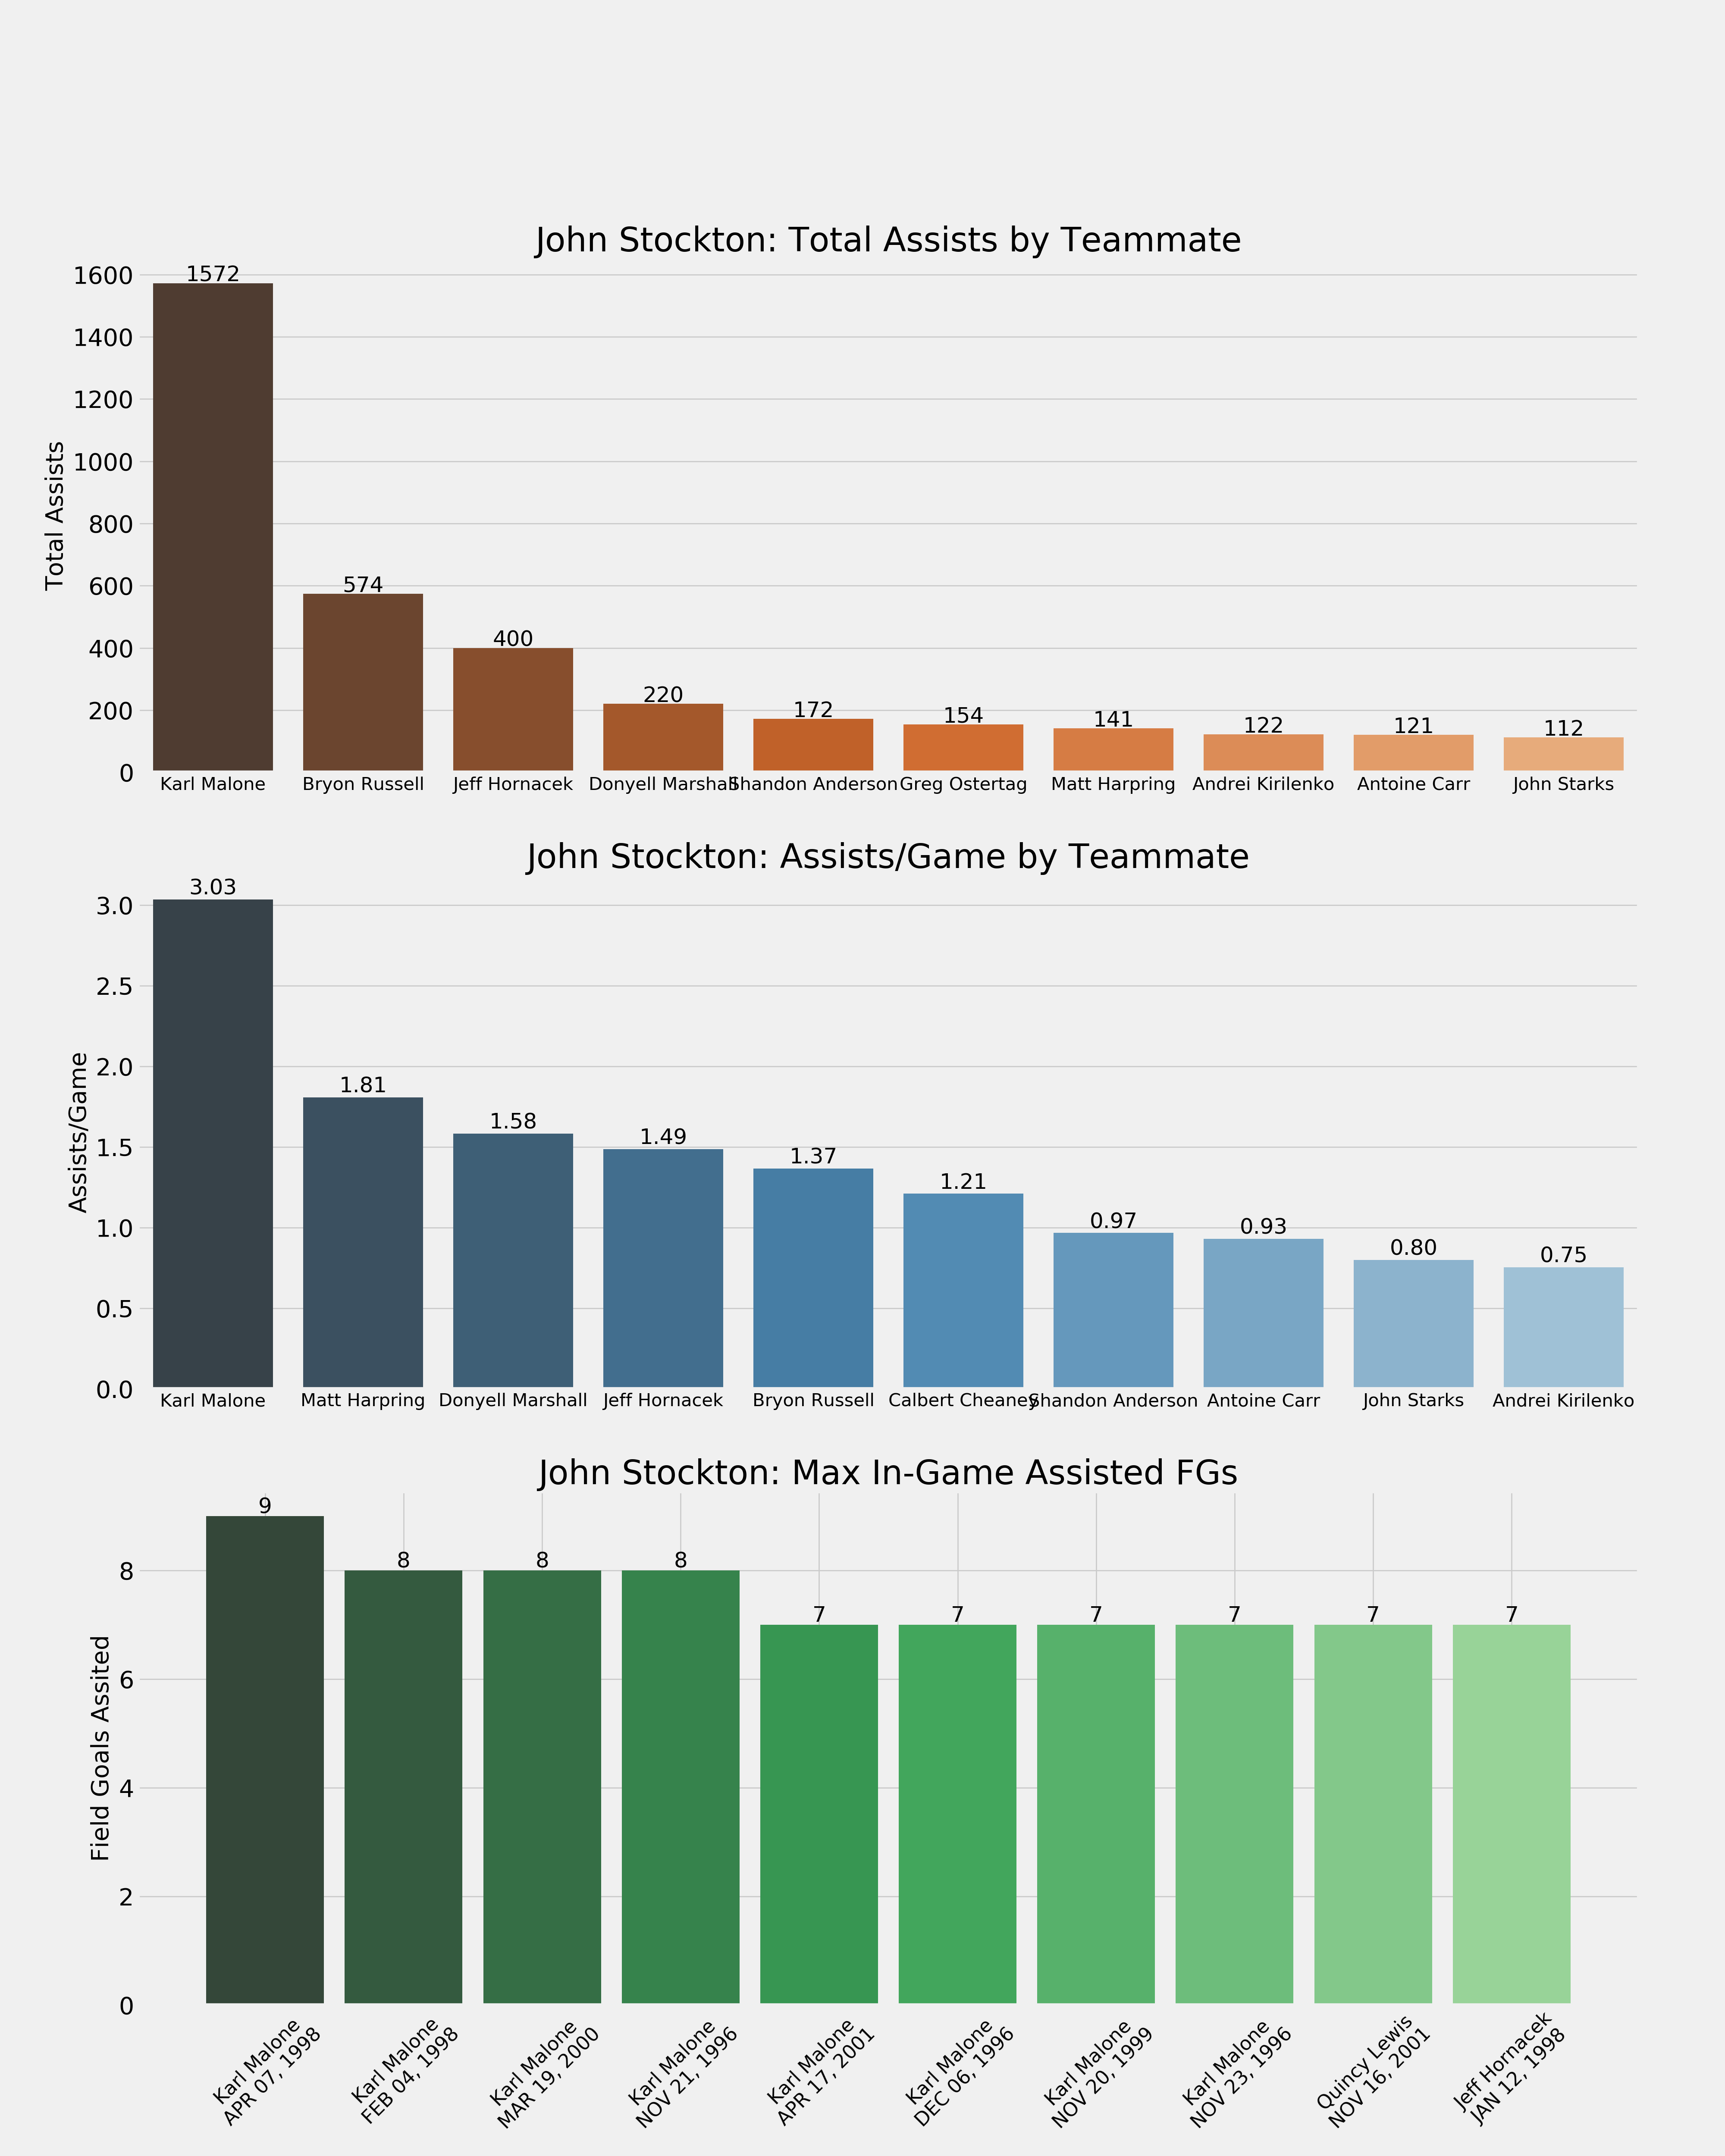 John Stockton: Total Assists by Teammate
Total Assists
1600
1400
1200
1000
800
600
400
200
0
1572
574
400
220
172
154
141
122
121
112
Karl Malone
Bryon Russell
Jeff Hornacek
Donyell Marshall
Shandon Anderson
Greg Ostertag
Matt Harpring
Andrei Kirilenko
Antoine Carr
John Starks
John Stockton: Assists/Game by Teammate
Assists/Game
3.0
2.5
2.0
1.5
1.0
0.5
0.0
3.03
1.81
1.58
1.49
1.37
1.21
0.97
0.93
0.80
0.75
Karl Malone
Matt Harpring
Donyell Marshall
Jeff Hornacek
Bryon Russell
Calbert Cheaney
Shandon Anderson
Antoine Carr
John Starks
Andrei Kirilenko
John Stockton: Max In-Game Assisted FGs
Field Goals Assited
8
6
4
2
0
9
8
8
8
7
7
7
7
7
7
Karl Malone
APR 07, 1998
Karl Malone
FEB 04, 1998
Karl Malone
MAR 19, 2000
Karl Malone
NOV 21, 1996
Karl Malone
APR 17, 2001
Karl Malone
DEC 06, 1996
Karl Malone
NOV 20, 1999
Karl Malone
NOV 23, 1996
Quincy Lewis
NOV 16, 2001
Jeff Hornacek
JAN 12, 1998